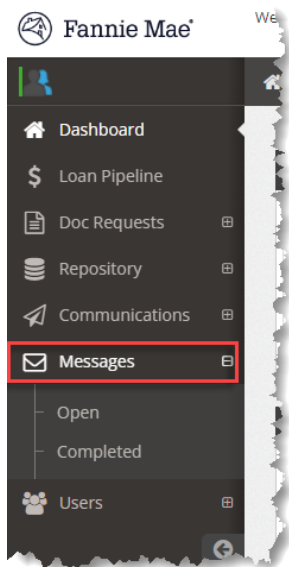 Fannie Mae®
We
Dashboard
$ Loan Pipeline
Doc Requests
Repository
Communications
Messages
Open
Completed
Users